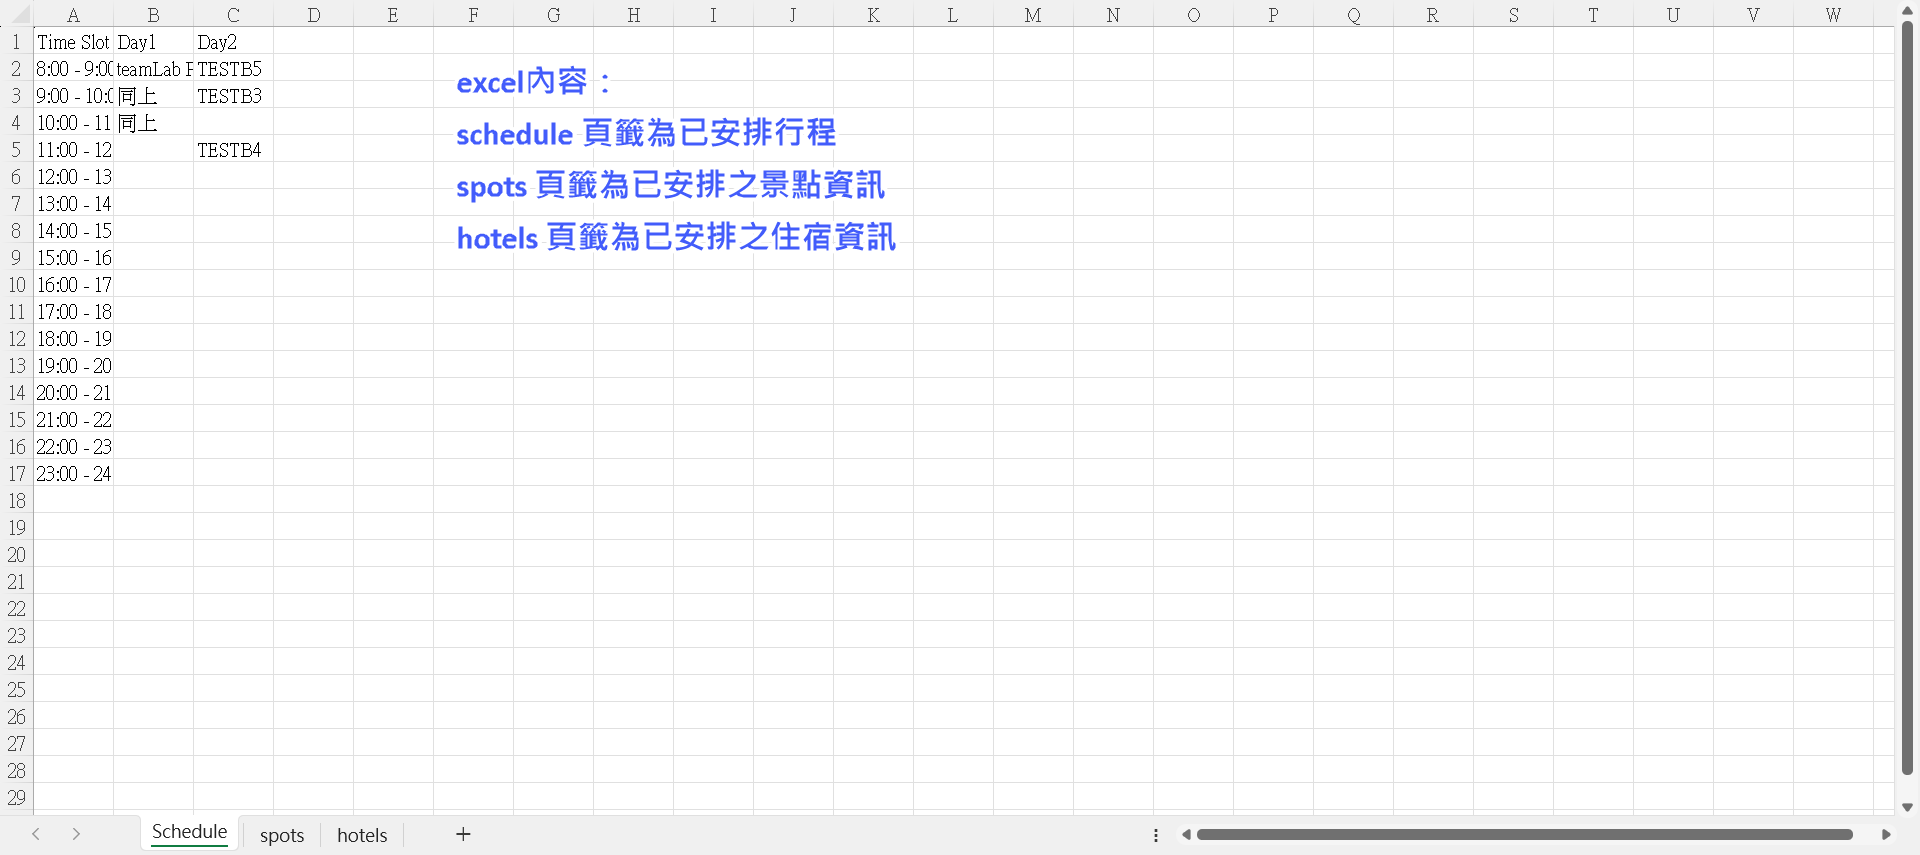 A B C D E F G H I J K L M N O P Q R S T U V W
1 Time Slot Day1 Day2
2 8:00 - 9:00 teamLab TESTB5
3 9:00 - 10:0 同上 TESTB3
4 10:00 - 11 同上
5 11:00 - 12 TESTB4
6 12:00 - 13
7 13:00 - 14
8 14:00 - 15
9 15:00 - 16
10 16:00 - 17
11 17:00 - 18
12 18:00 - 19
13 19:00 - 20
14 20:00 - 21
15 21:00 - 22
16 22:00 - 23
17 23:00 - 24
18
19
20
21
22
23
24
25
26
27
28
29
excel內容：
schedule 頁籤為已安排行程
spots 頁籤為已安排之景點資訊
hotels 頁籤為已安排之住宿資訊
Schedule spots hotels +